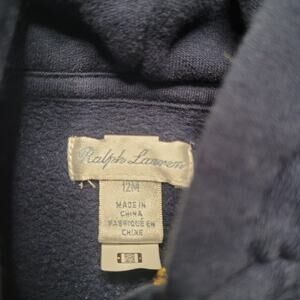 Ralph Lauren
12M
MADE IN
CHINA
FABRIQUÉ EN
CHINE